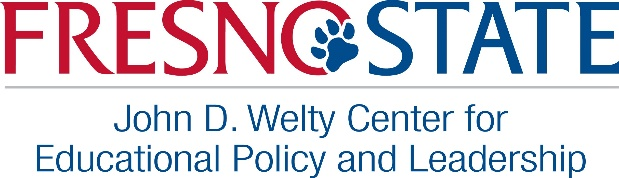 FRESNO STATE
John D. Welty Center for
Educational Policy and Leadership